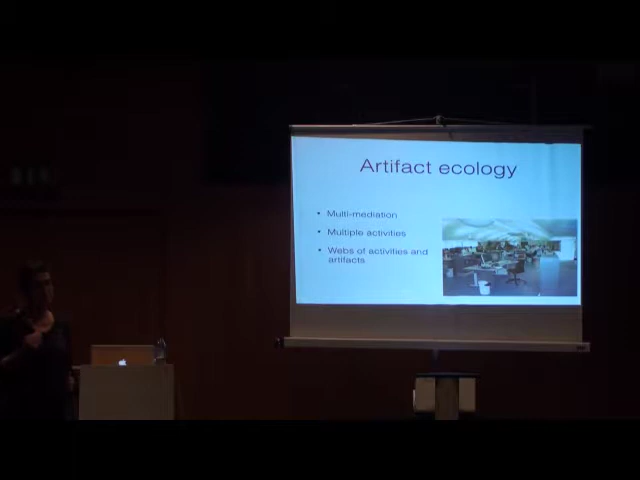 Artifact ecology
• Multi-mediation
• Multiple activities
• Webs of activities and
artifacts